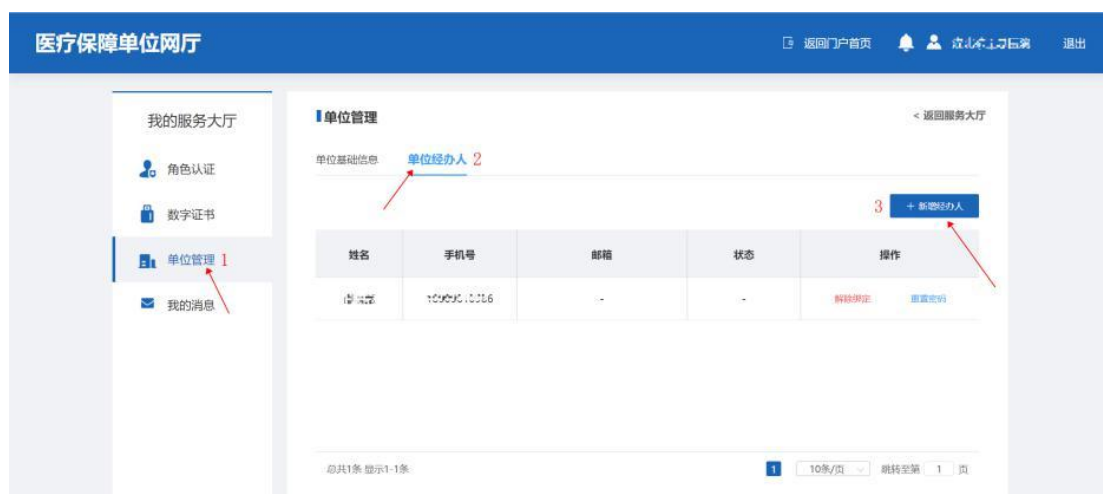 医疗保障单位网厅
返回门户首页
退出
我的服务大厅
角色认证
数字证书
单位管理 1
我的消息
单位管理
< 返回服务大厅
单位基础信息 单位经办人 2
3 + 新增经办人
姓名 手机号 邮箱 状态 操作
- - 解除绑定 重置密码
总共1条 显示1-1条
1 10条/页 跳转至第 1 页